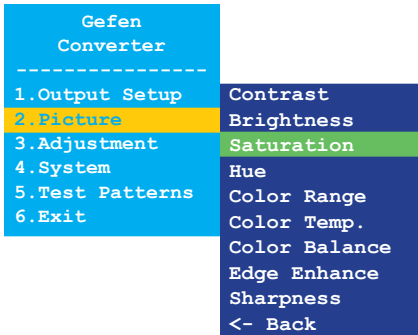 Gefen
Converter
----------------
1.Output Setup
2.Picture
3.Adjustment
4.System
5.Test Patterns
6.Exit
Contrast
Brightness
Saturation
Hue
Color Range
Color Temp.
Color Balance
Edge Enhance
Sharpness
<- Back